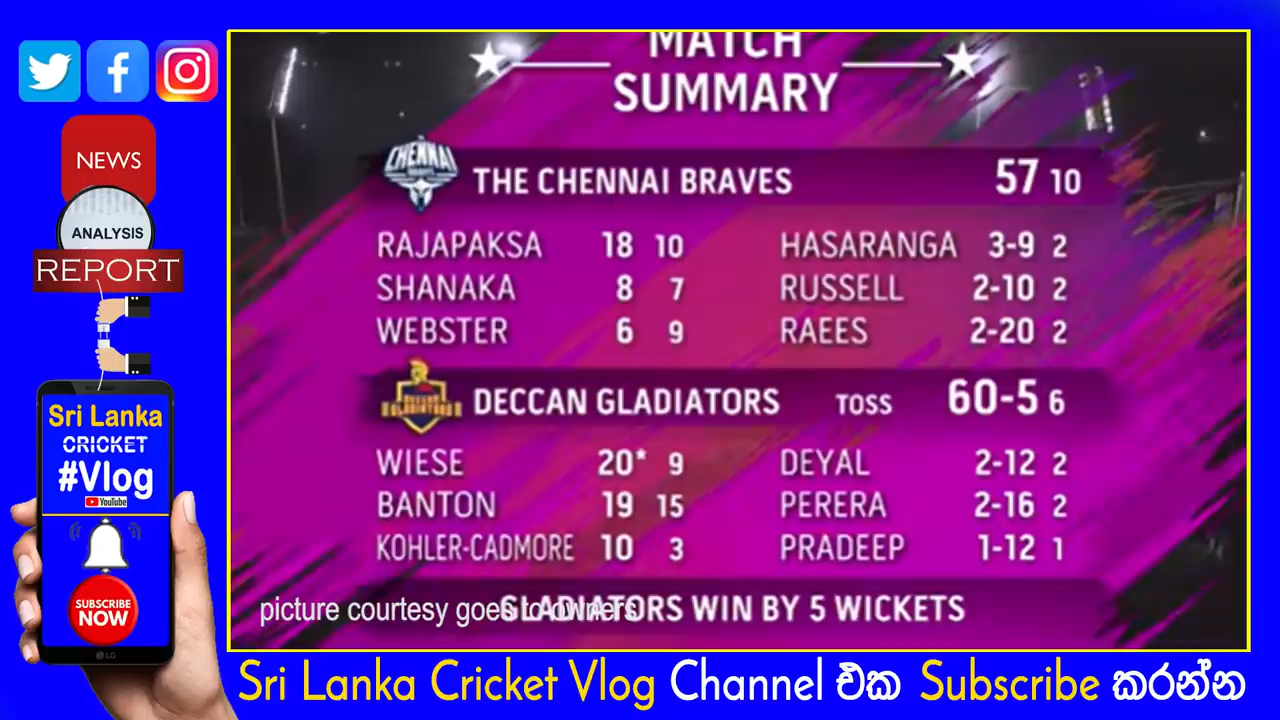 MATCH
SUMMARY
CHENNAI
THE CHENNAI BRAVES 57 10
RAJAPAKSA 18 10 HASARANGA 3-9 2
SHANAKA 8 7 RUSSELL 2-10 2
WEBSTER 6 9 RAEES 2-20 2
GLADIATORS
DECCAN GLADIATORS TOSS 60-5 6
WIESE 20* 9 DEYAL 2-12 2
BANTON 19 15 PERERA 2-16 2
KOHLER-CADMORE 10 3 PRADEEP 1-12 1
GLADIATORS WIN BY 5 WICKETS
picture courtesy goes to owners
NEWS
ANALYSIS
REPORT
Sri Lanka
CRICKET
#Vlog
YouTube
SUBSCRIBE
NOW
LG
Sri Lanka Cricket Vlog Channel එක Subscribe කරන්න